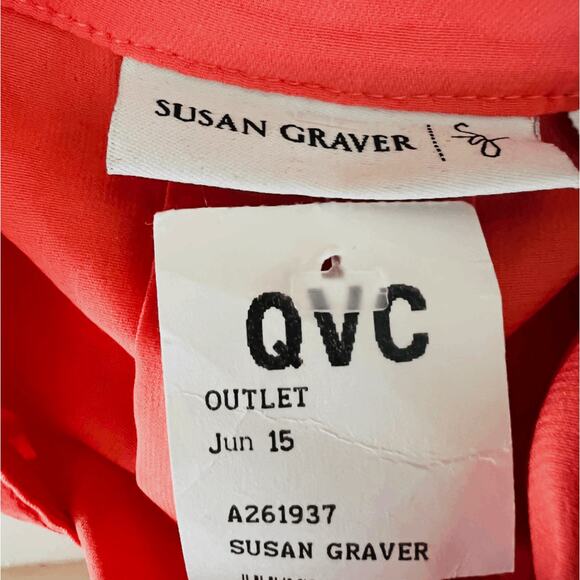 SUSAN GRAVER
QVC
OUTLET
Jun 15
A261937
SUSAN GRAVER